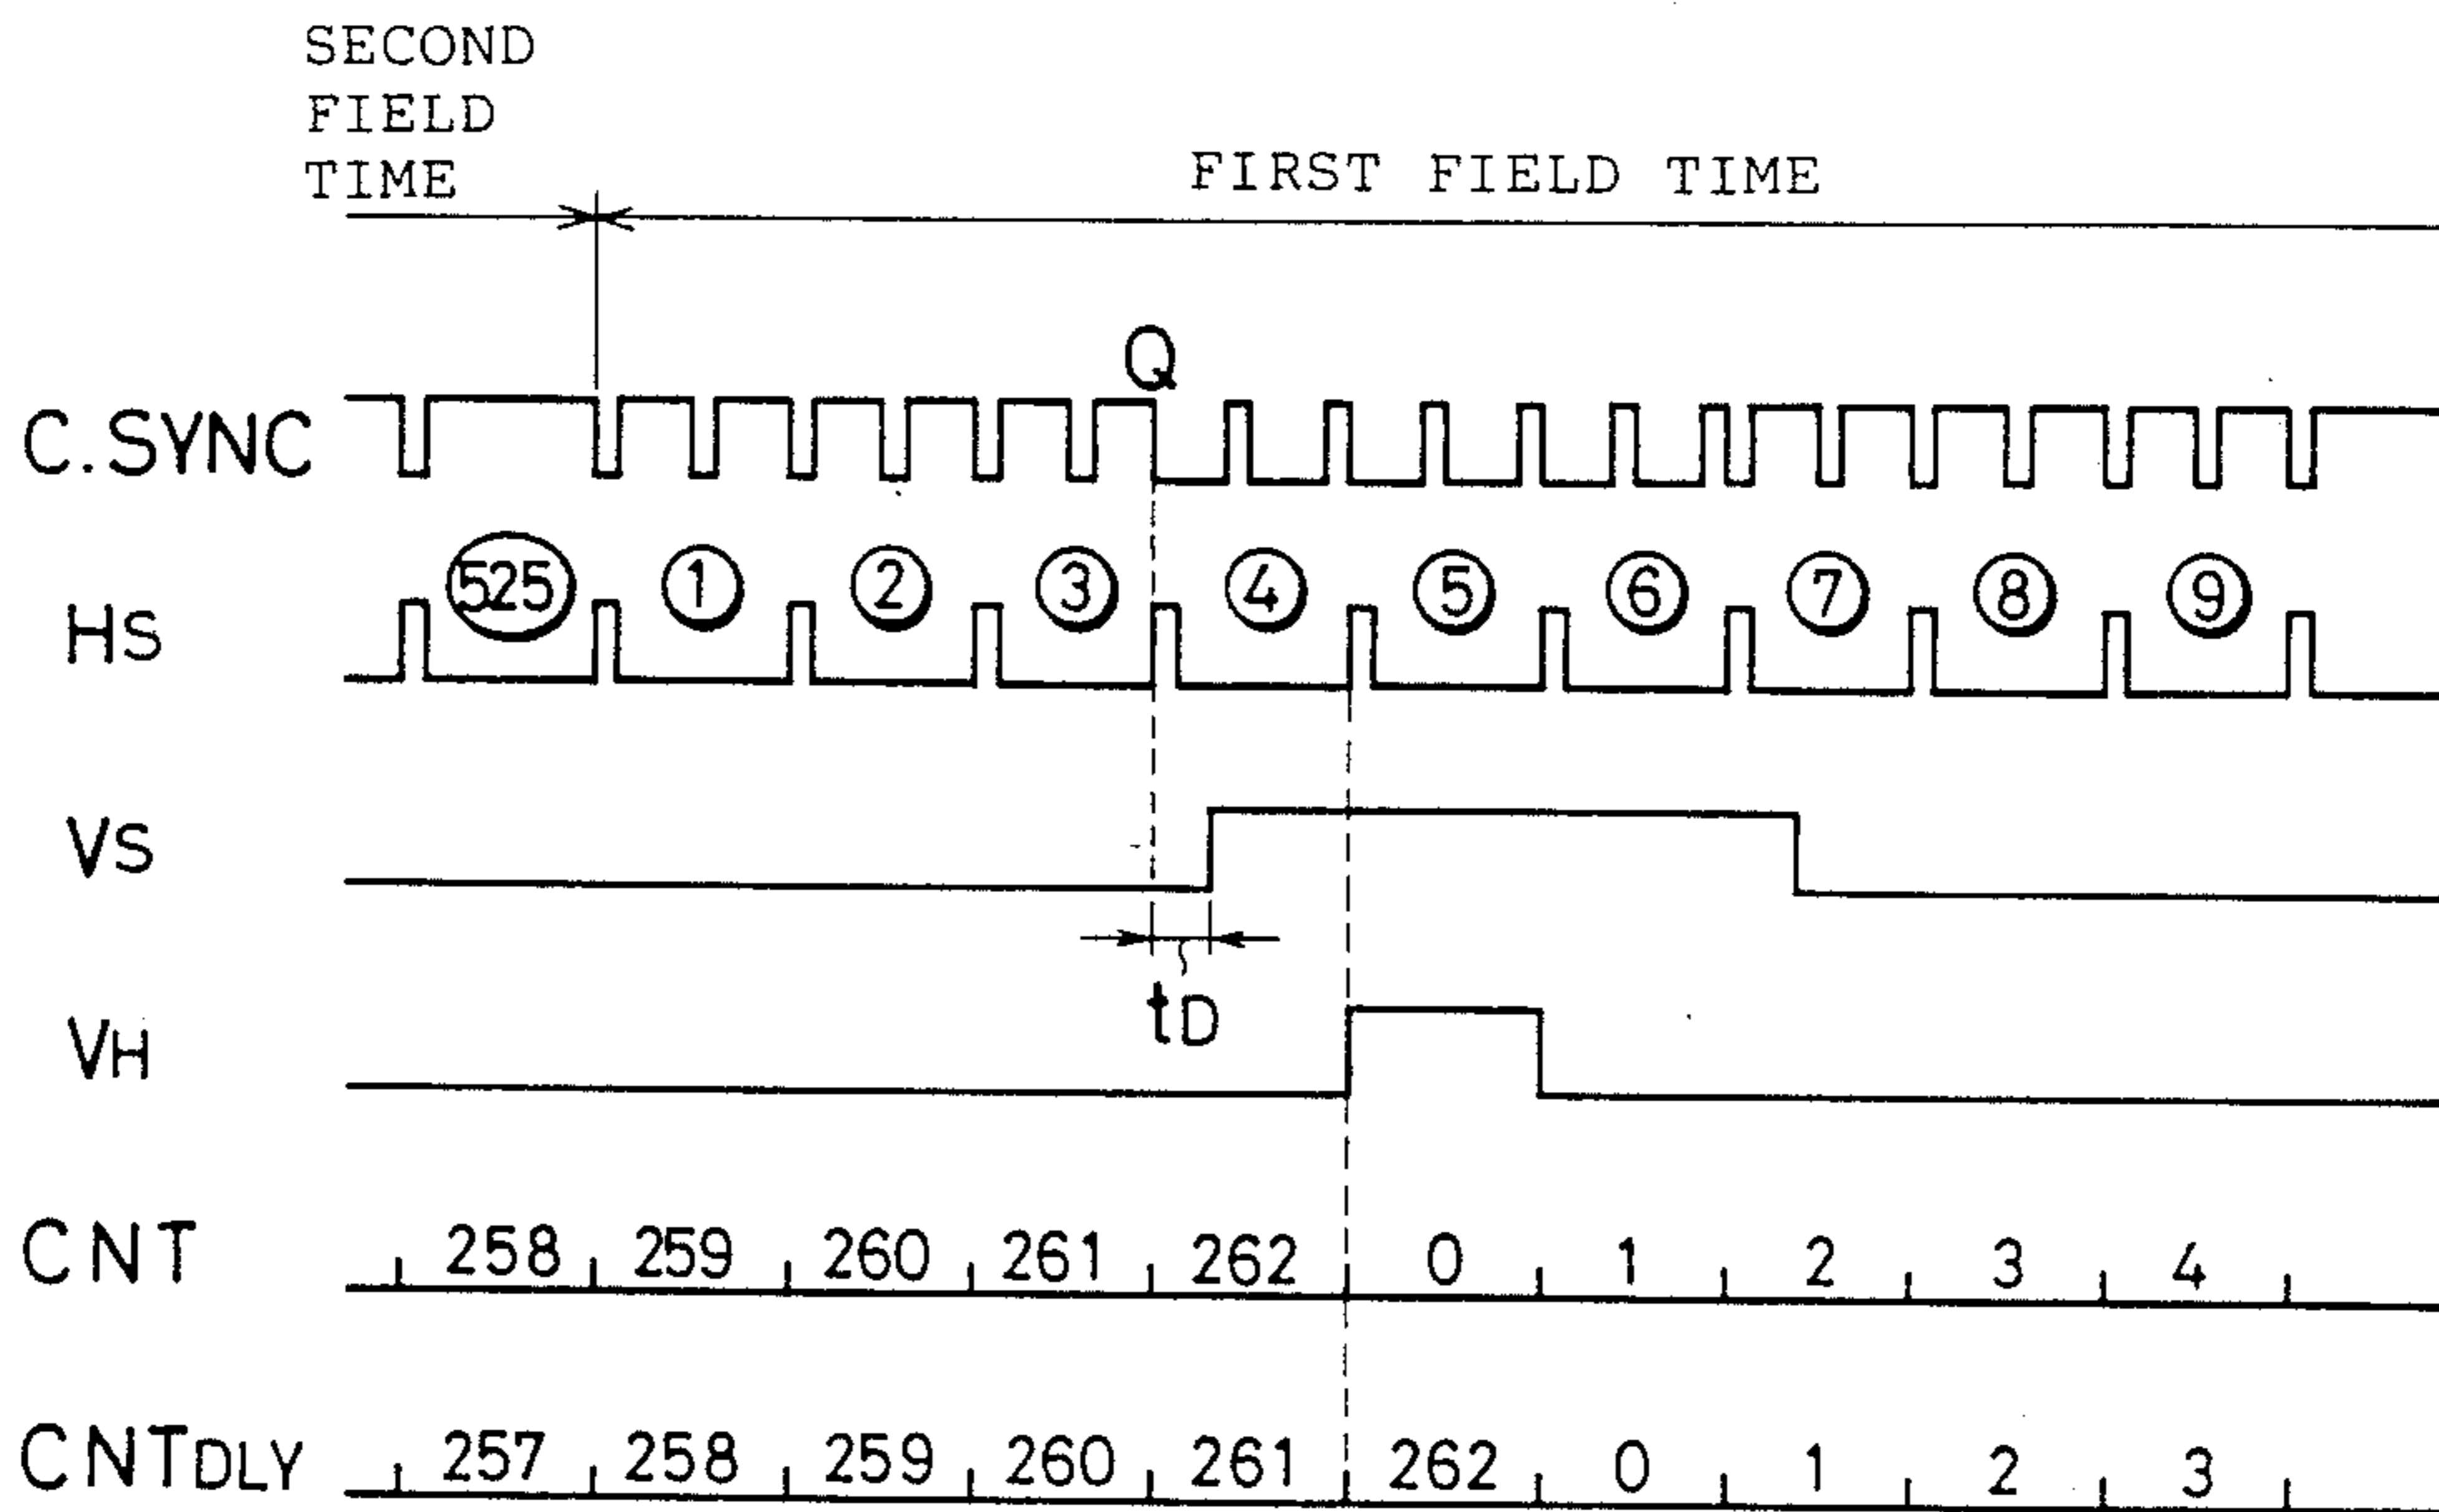 SECOND
FIELD
TIME
FIRST FIELD TIME
Q
C.SYNC
525 1 2 3 4 5 6 7 8 9
HS
VS
tD
VH
CNT 258 259 260 261 262 0 1 2 3 4
CNTDLY 257 258 259 260 261 262 0 1 2 3